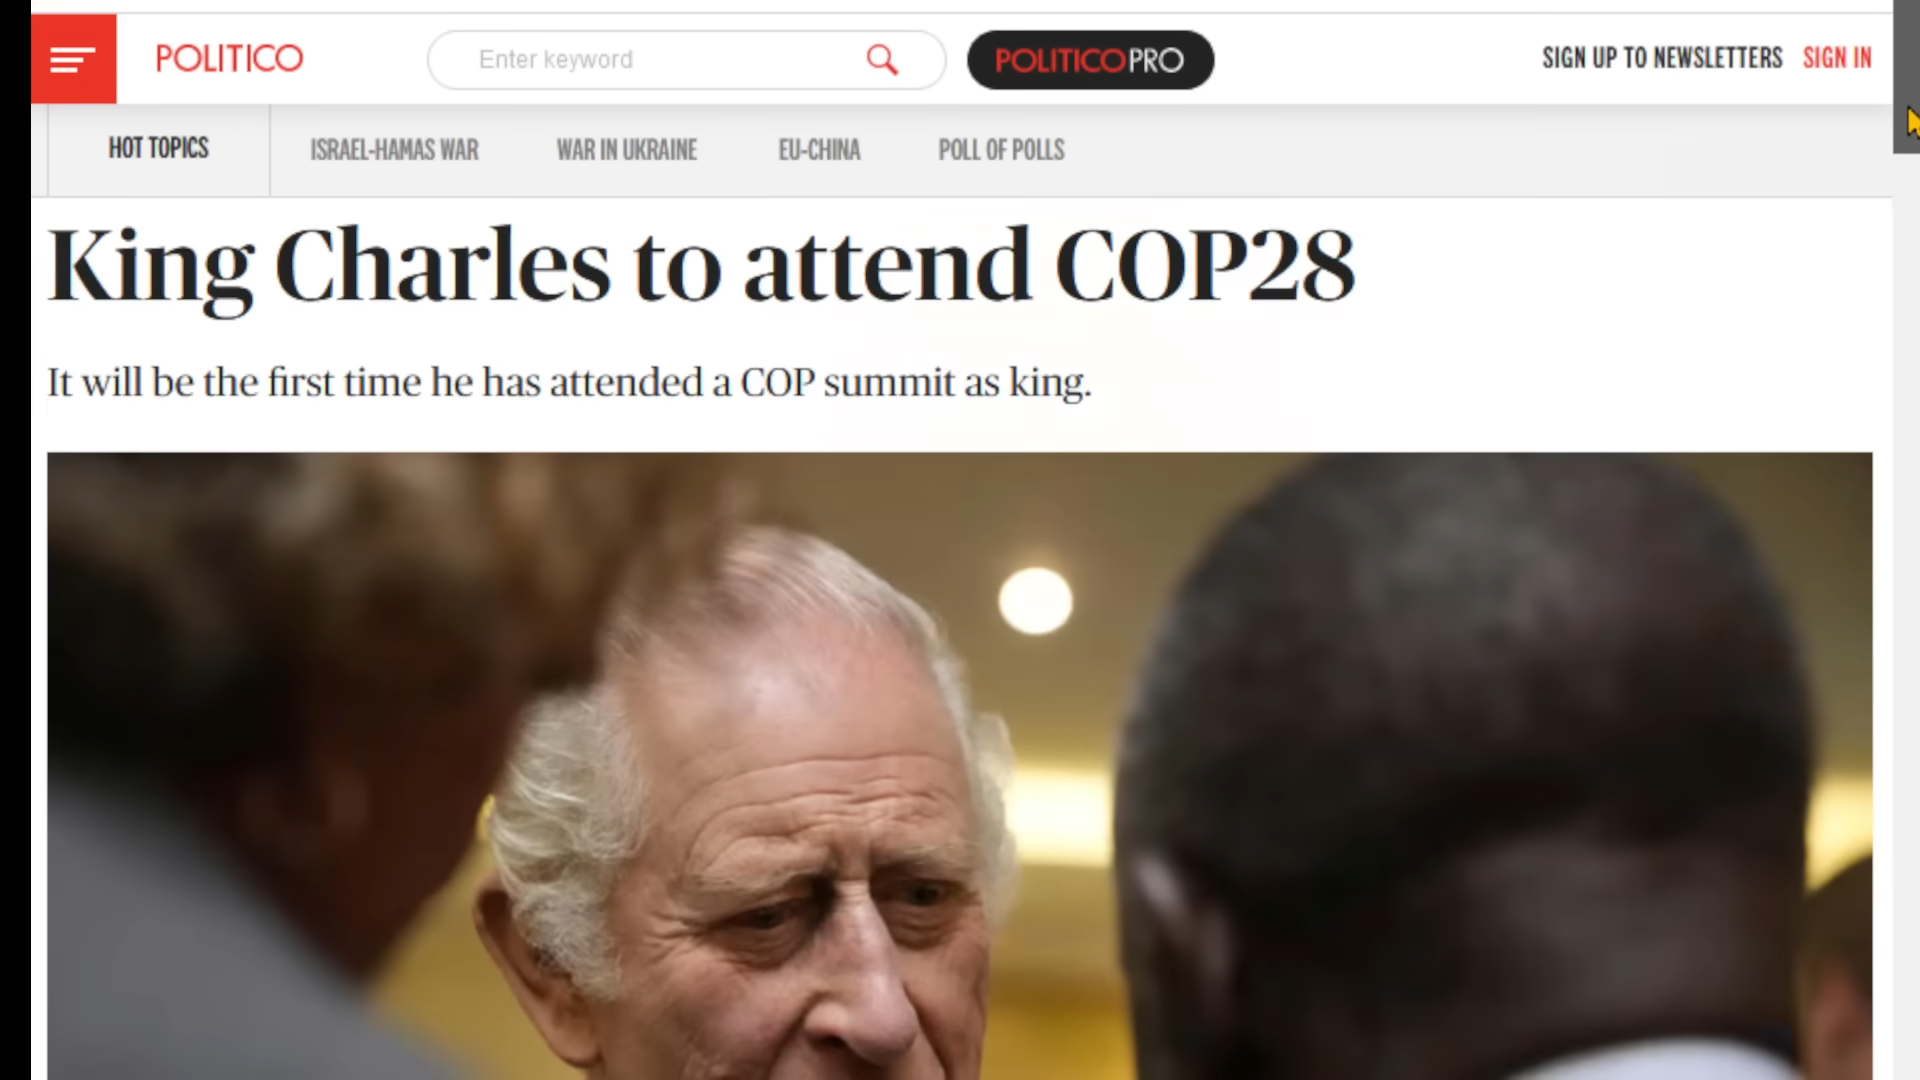 POLITICO
Enter keyword
POLITICOPRO
SIGN UP TO NEWSLETTERS
SIGN IN
HOT TOPICS
ISRAEL-HAMAS WAR
WAR IN UKRAINE
EU-CHINA
POLL OF POLLS
King Charles to attend COP28
It will be the first time he has attended a COP summit as king.